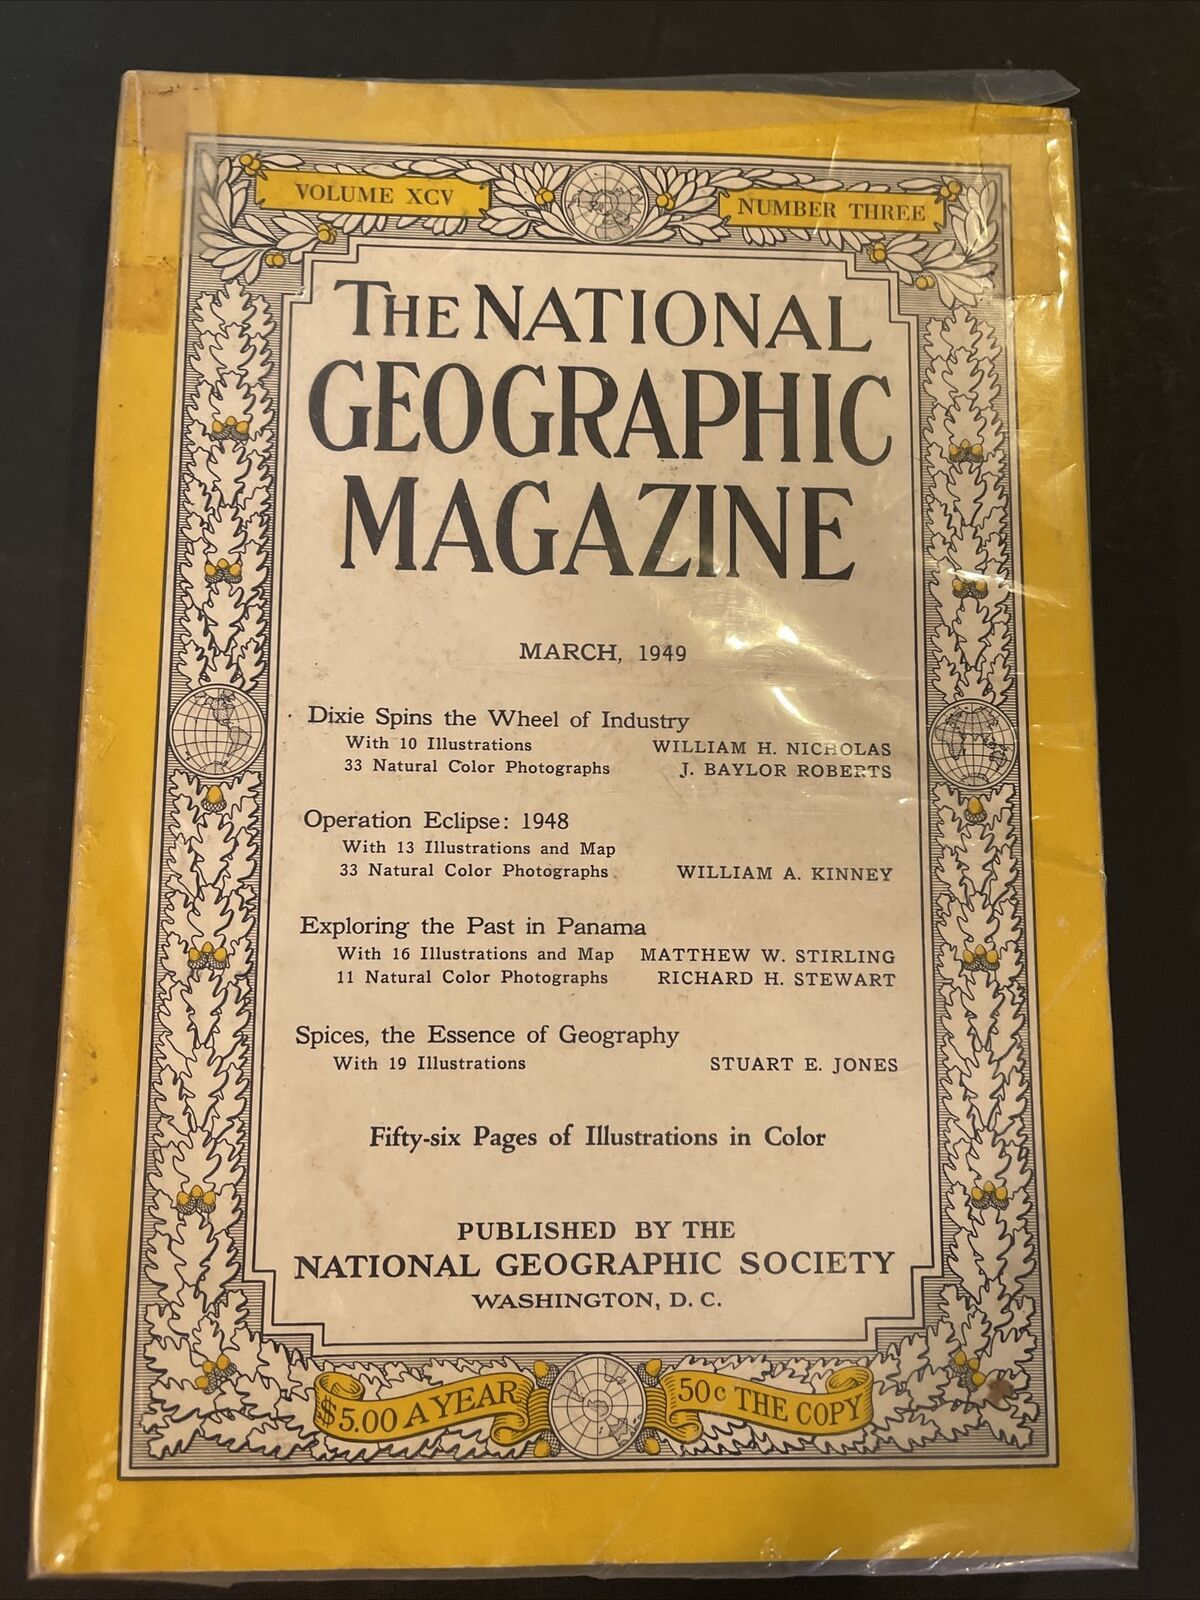 VOLUME XCV
NUMBER THREE
THE NATIONAL
GEOGRAPHIC
MAGAZINE
MARCH, 1949
Dixie Spins the Wheel of Industry
With 10 Illustrations WILLIAM H. NICHOLAS
33 Natural Color Photographs J. BAYLOR ROBERTS
Operation Eclipse: 1948
With 13 Illustrations and Map
33 Natural Color Photographs WILLIAM A. KINNEY
Exploring the Past in Panama
With 16 Illustrations and Map MATTHEW W. STIRLING
11 Natural Color Photographs RICHARD H. STEWART
Spices, the Essence of Geography
With 19 Illustrations STUART E. JONES
Fifty-six Pages of Illustrations in Color
PUBLISHED BY THE
NATIONAL GEOGRAPHIC SOCIETY
WASHINGTON, D. C.
$5.00 A YEAR
50c THE COPY